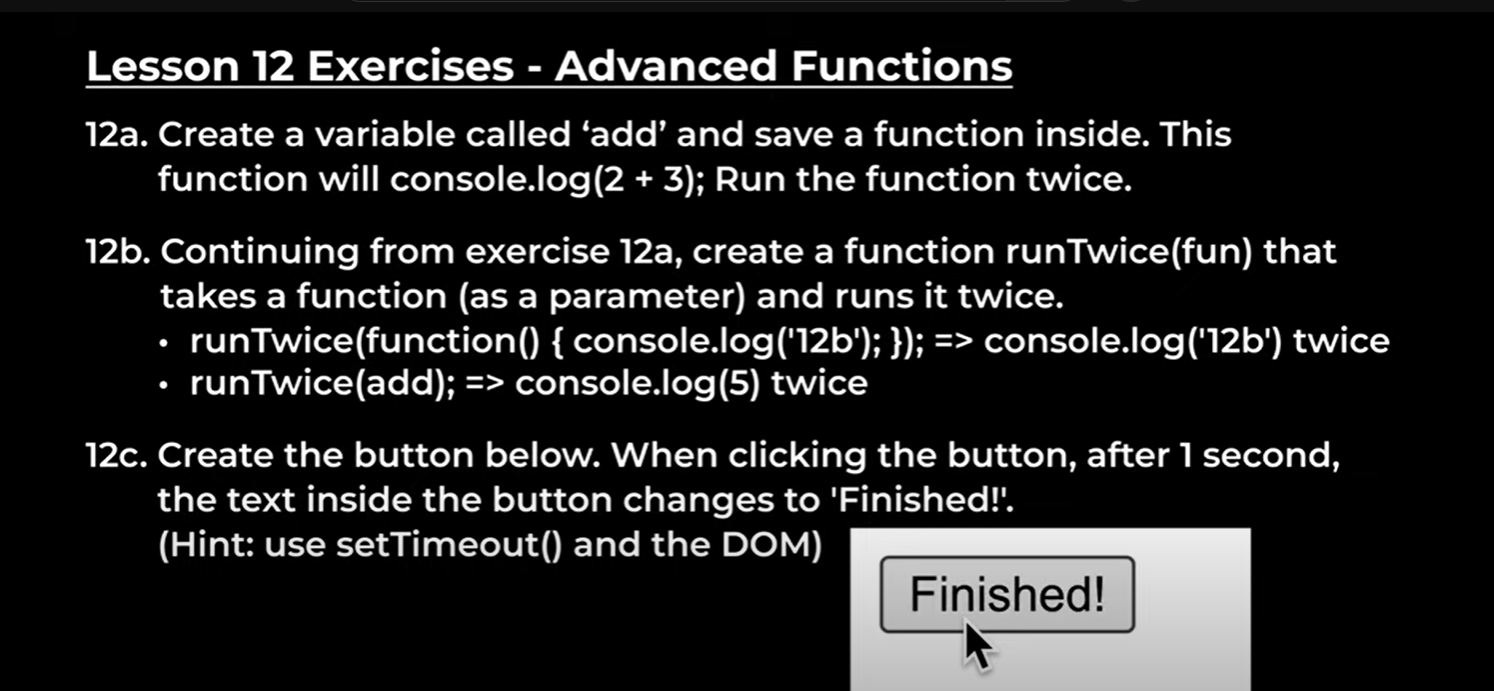 Lesson 12 Exercises - Advanced Functions
12a. Create a variable called ‘add’ and save a function inside. This
function will console.log(2 + 3); Run the function twice.
12b. Continuing from exercise 12a, create a function runTwice(fun) that
takes a function (as a parameter) and runs it twice.
• runTwice(function() { console.log('12b'); }); => console.log('12b') twice
• runTwice(add); => console.log(5) twice
12c. Create the button below. When clicking the button, after 1 second,
the text inside the button changes to 'Finished!'.
(Hint: use setTimeout() and the DOM)
Finished!